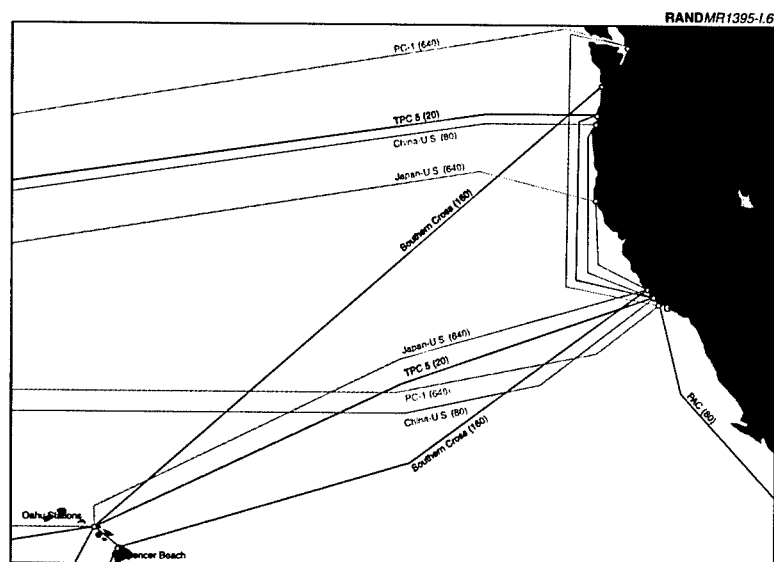 RANDMR1395-I.6
PC-1 (640)
TPC 5 (20)
China-U S (80)
Japan-U S (640)
Southern Cross (160)
Japan-U S (640)
TPC 5 (20)
PC-1 (640)
China-U S (80)
Southern Cross (160)
PAC (80)
Oahu Stations
encer Beach